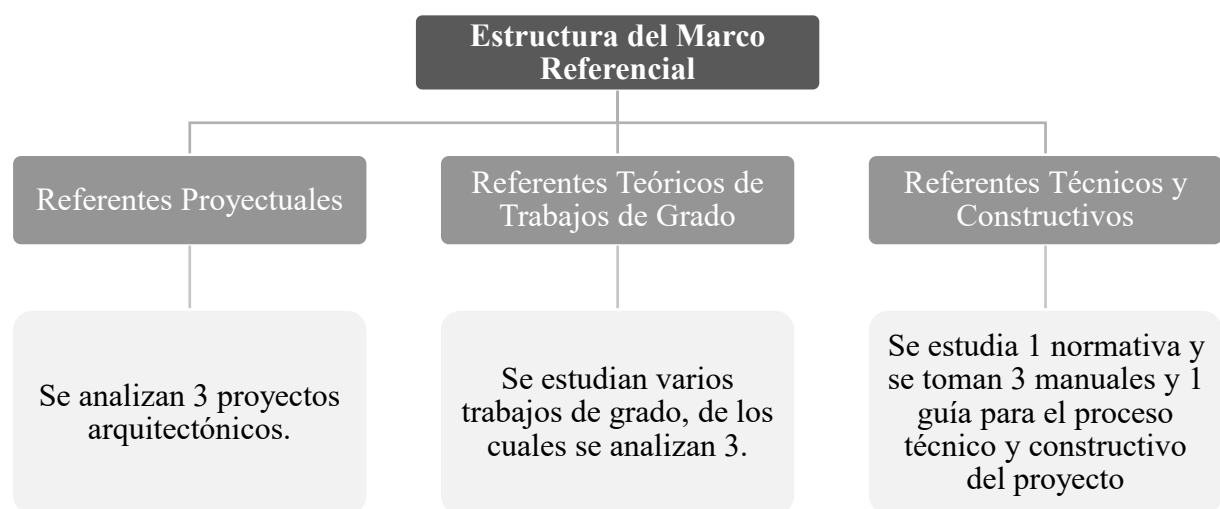 Estructura del Marco
Referencial
Referentes Proyectuales
Referentes Teóricos de
Trabajos de Grado
Referentes Técnicos y
Constructivos
Se analizan 3 proyectos
arquitectónicos.
Se estudian varios
trabajos de grado, de los
cuales se analizan 3.
Se estudia 1 normativa y
se toman 3 manuales y 1
guía para el proceso
técnico y constructivo
del proyecto